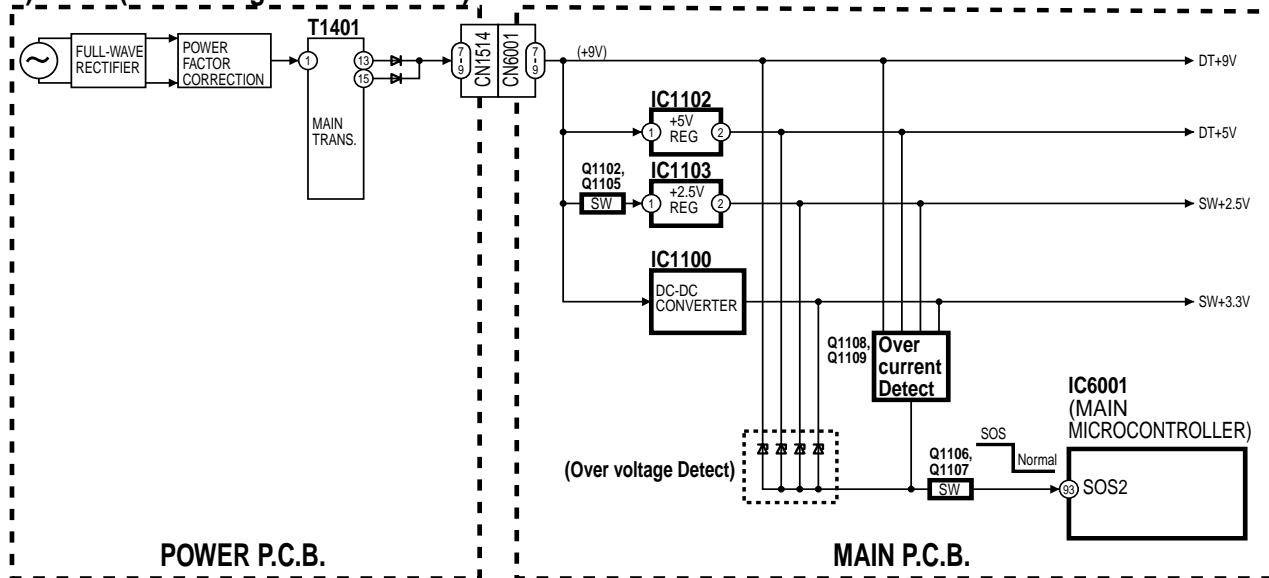 T1401
FULL-WAVE
RECTIFIER
POWER
FACTOR
CORRECTION
1
13
15
MAIN
TRANS.
7-9
CN1514
CN6001
7-9
(+9V)
DT+9V
IC1102
1
+5V
REG
2
DT+5V
Q1102,
Q1105
SW
IC1103
1
+2.5V
REG
2
SW+2.5V
IC1100
DC-DC
CONVERTER
SW+3.3V
Q1108,
Q1109
Over
current
Detect
IC6001
(MAIN
MICROCONTROLLER)
SOS
Normal
(Over voltage Detect)
Q1106,
Q1107
SW
93
SOS2
POWER P.C.B.
MAIN P.C.B.